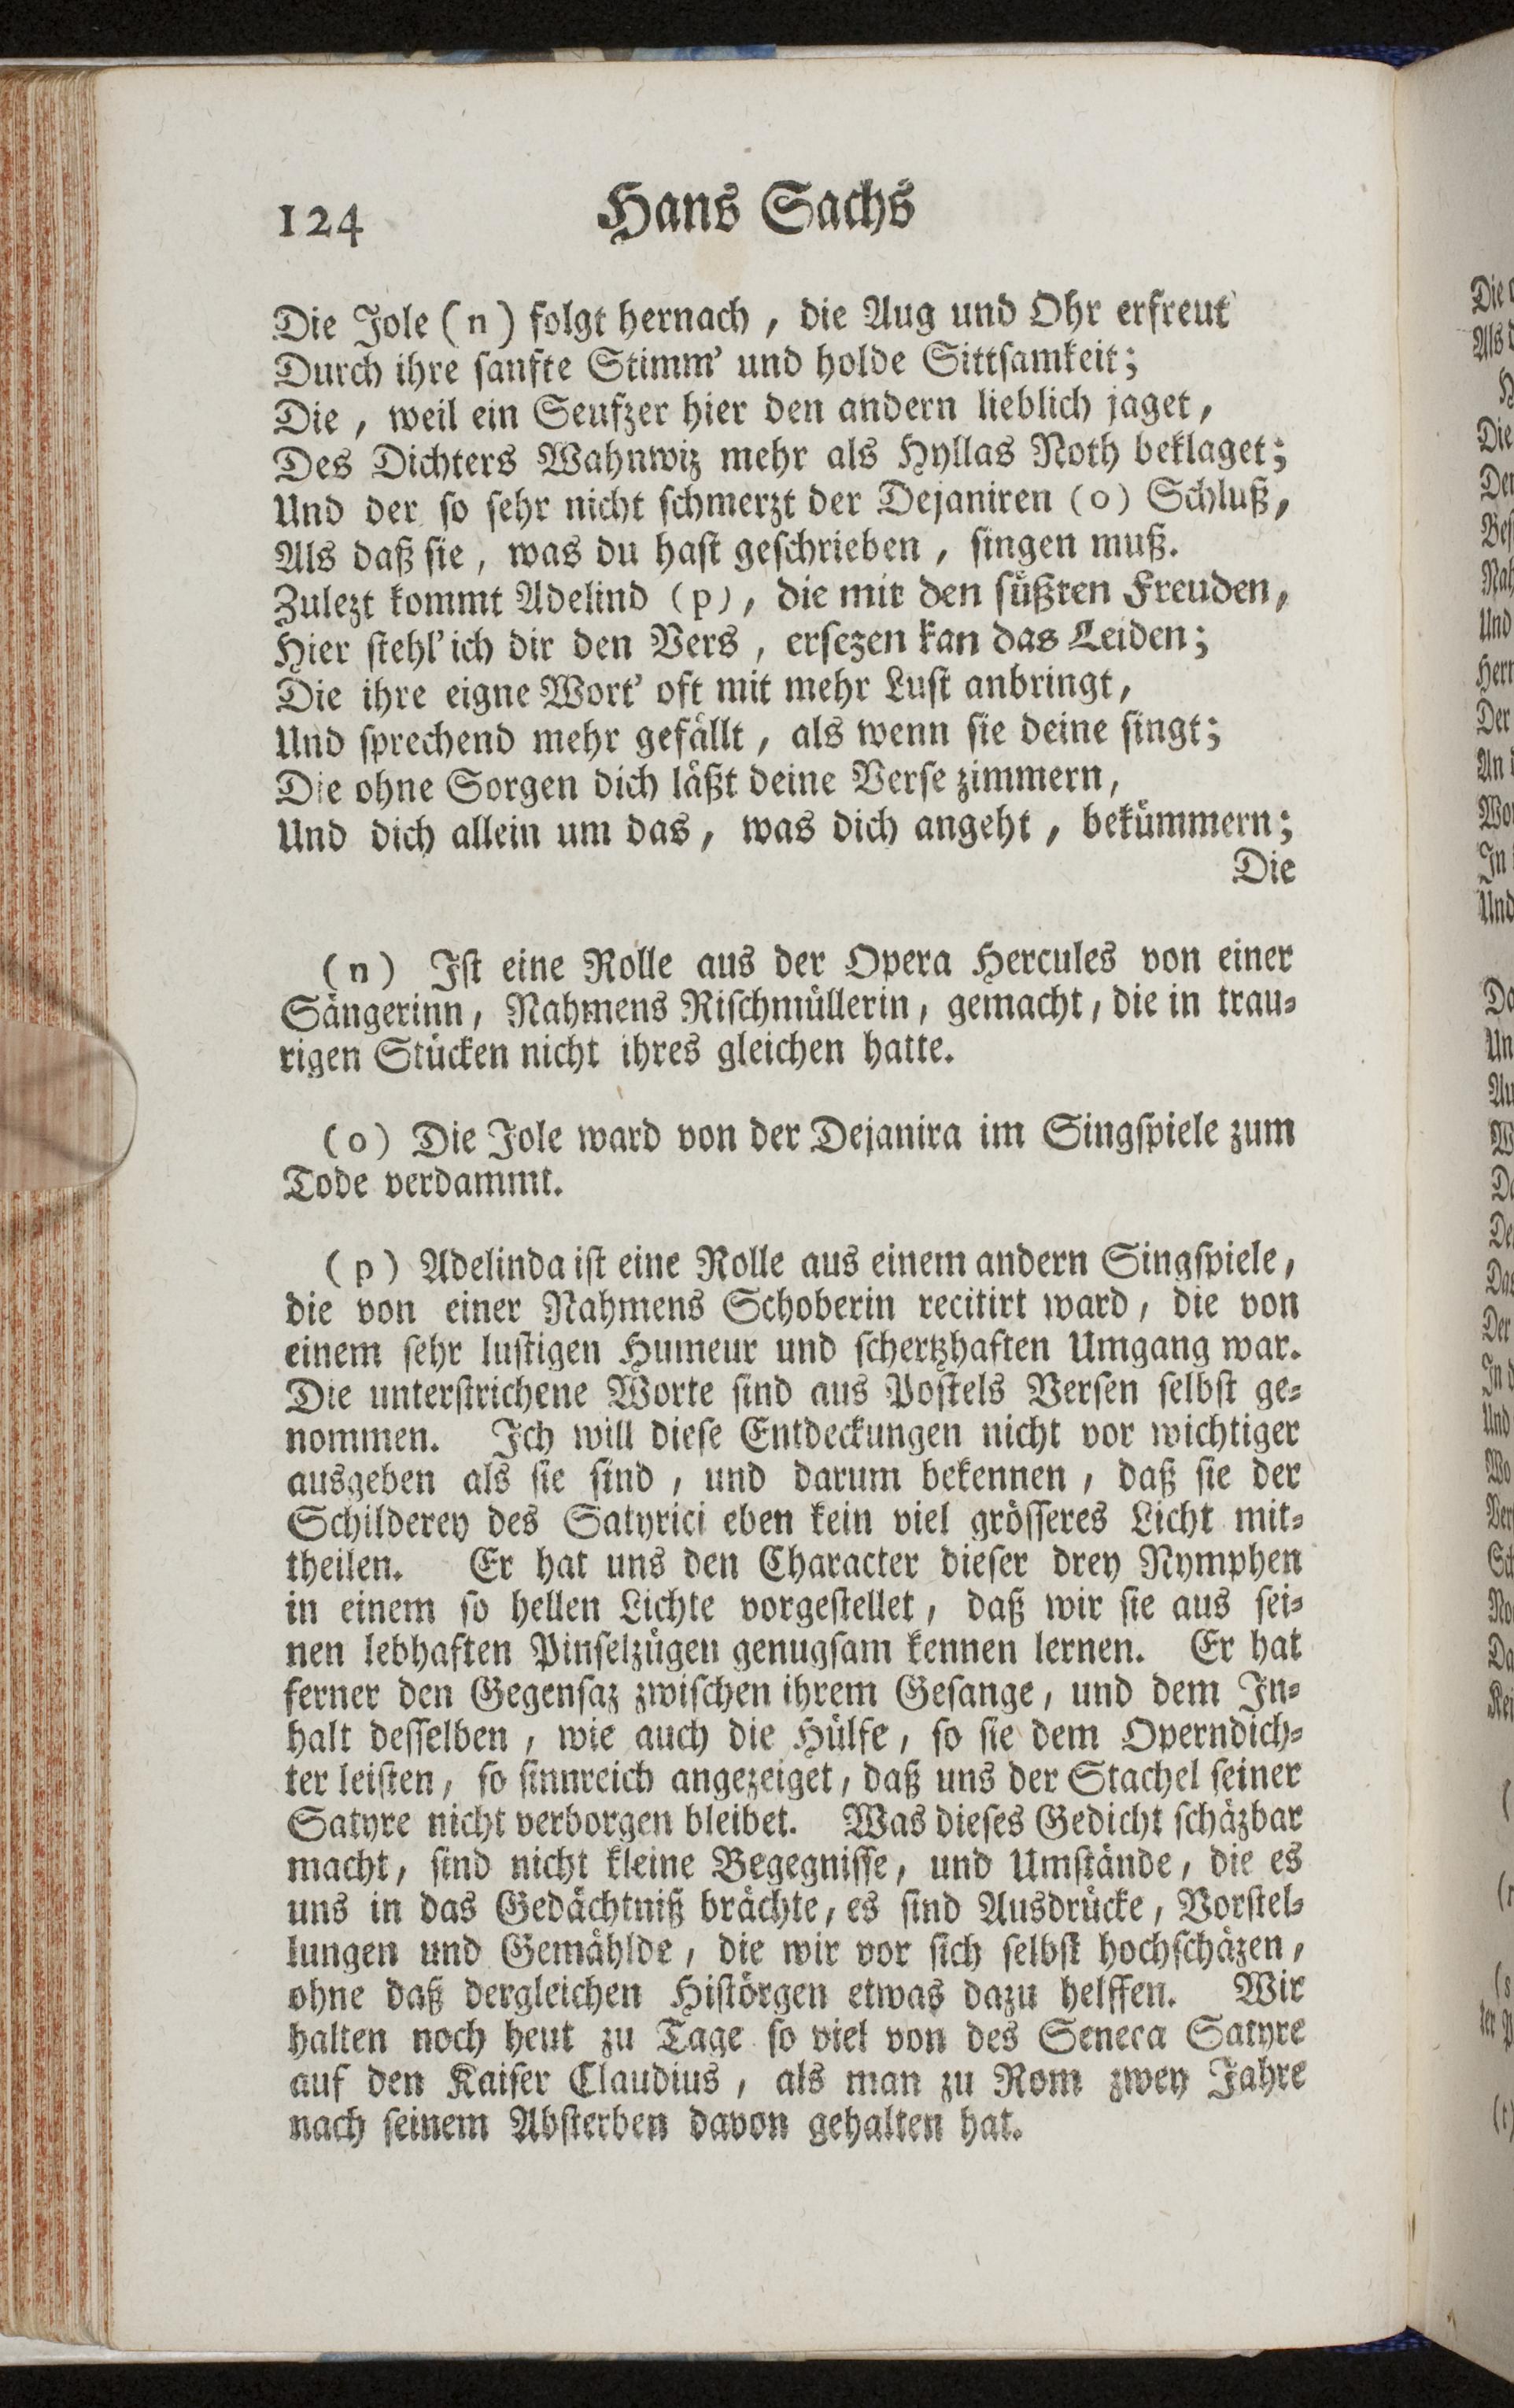 124 Hans Sachs
Die Jole (n) folgt hernach, die Aug und Ohr erfreut
Durch ihre sanfte Stimm' und holde Sittsamkeit;
Die, weil ein Seufzer hier den andern lieblich jaget,
Des Dichters Wahnwiz mehr als Hyllas Noth beklaget;
Und der so sehr nicht schmerzt der Dejaniren (o) Schluß,
Als daß sie, was du hast geschrieben, singen muß.
Zulezt kommt Adelind (p), die mit den süßten Freuden,
Hier stehl' ich dir den Vers, ersezen kan das Leiden;
Die ihre eigne Wort' oft mit mehr Lust anbringt,
Und sprechend mehr gefällt, als wenn sie deine singt;
Die ohne Sorgen dich läßt deine Verse zimmern,
Und dich allein um das, was dich angeht, bekümmern;
Die
(n) Ist eine Rolle aus der Opera Hercules von einer
Sängerinn, Nahmens Rischmüllerin, gemacht, die in trau-
rigen Stücken nicht ihres gleichen hatte.
(o) Die Jole ward von der Dejanira im Singspiele zum
Tode verdammt.
(p) Adelinda ist eine Rolle aus einem andern Singspiele,
die von einer Nahmens Schoberin recitirt ward, die von
einem sehr lustigen Humeur und schertzhaften Umgang war.
Die unterstrichene Worte sind aus Postels Versen selbst ge-
nommen. Ich will diese Entdeckungen nicht vor wichtiger
ausgeben als sie sind, und darum bekennen, daß sie der
Schilderey des Satyrici eben kein viel grösseres Licht mit-
theilen. Er hat uns den Character dieser drey Nymphen
in einem so hellen Lichte vorgestellet, daß wir sie aus sei-
nen lebhaften Pinselzügen genugsam kennen lernen. Er hat
ferner den Gegensaz zwischen ihrem Gesange, und dem In-
halt desselben, wie auch die Hülfe, so sie dem Operndich-
ter leisten, so sinnreich angezeiget, daß uns der Stachel seiner
Satyre nicht verborgen bleibet. Was dieses Gedicht schäzbar
macht, sind nicht kleine Begegnisse, und Umstände, die es
uns in das Gedächtniß brächte, es sind Ausdrücke, Vorstel-
lungen und Gemählde, die wir vor sich selbst hochschäzen,
ohne daß dergleichen Histörgen etwas dazu helffen. Wir
halten noch heut zu Tage so viel von des Seneca Satyre
auf den Kaiser Claudius, als man zu Rom zwey Jahre
nach seinem Absterben davon gehalten hat.